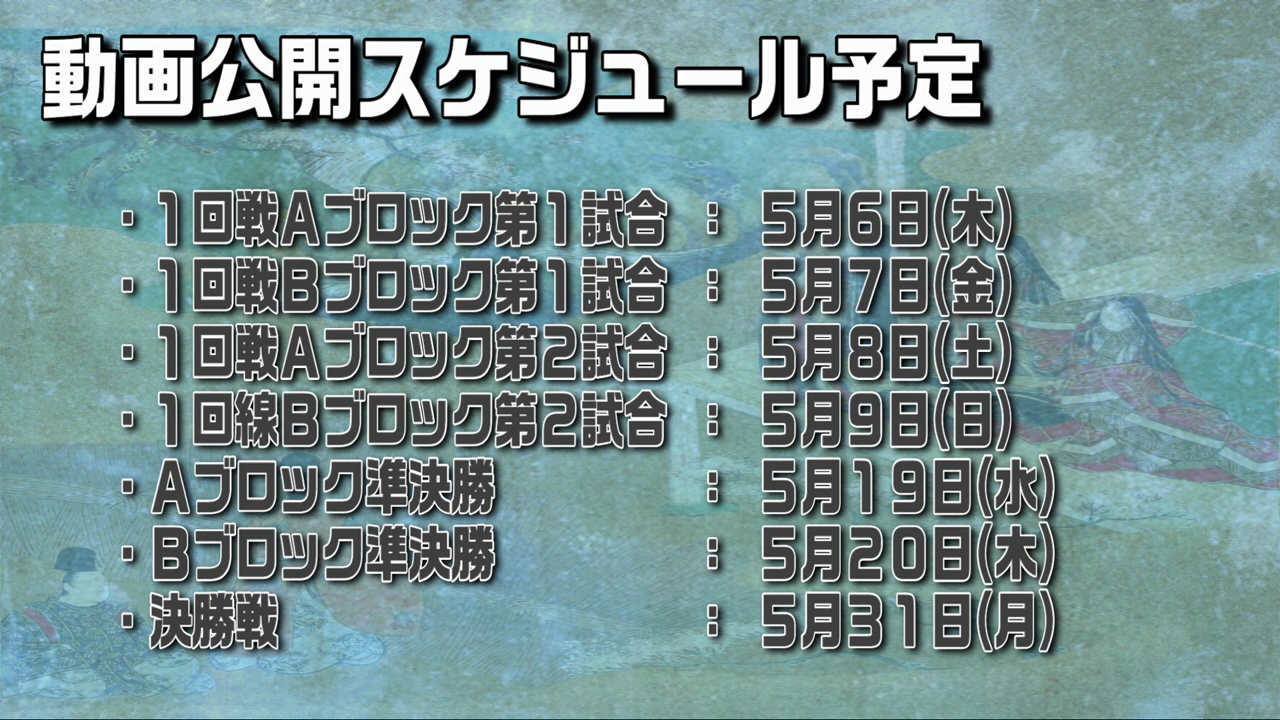 動画公開スケジュール予定
・１回戦Ａブロック第１試合 ： ５月６日(木)
・１回戦Ｂブロック第１試合 ： ５月７日(金)
・１回戦Ａブロック第２試合 ： ５月８日(土)
・１回線Ｂブロック第２試合 ： ５月９日(日)
・Ａブロック準決勝 ： ５月１９日(水)
・Ｂブロック準決勝 ： ５月２０日(木)
・決勝戦 ： ５月３１日(月)